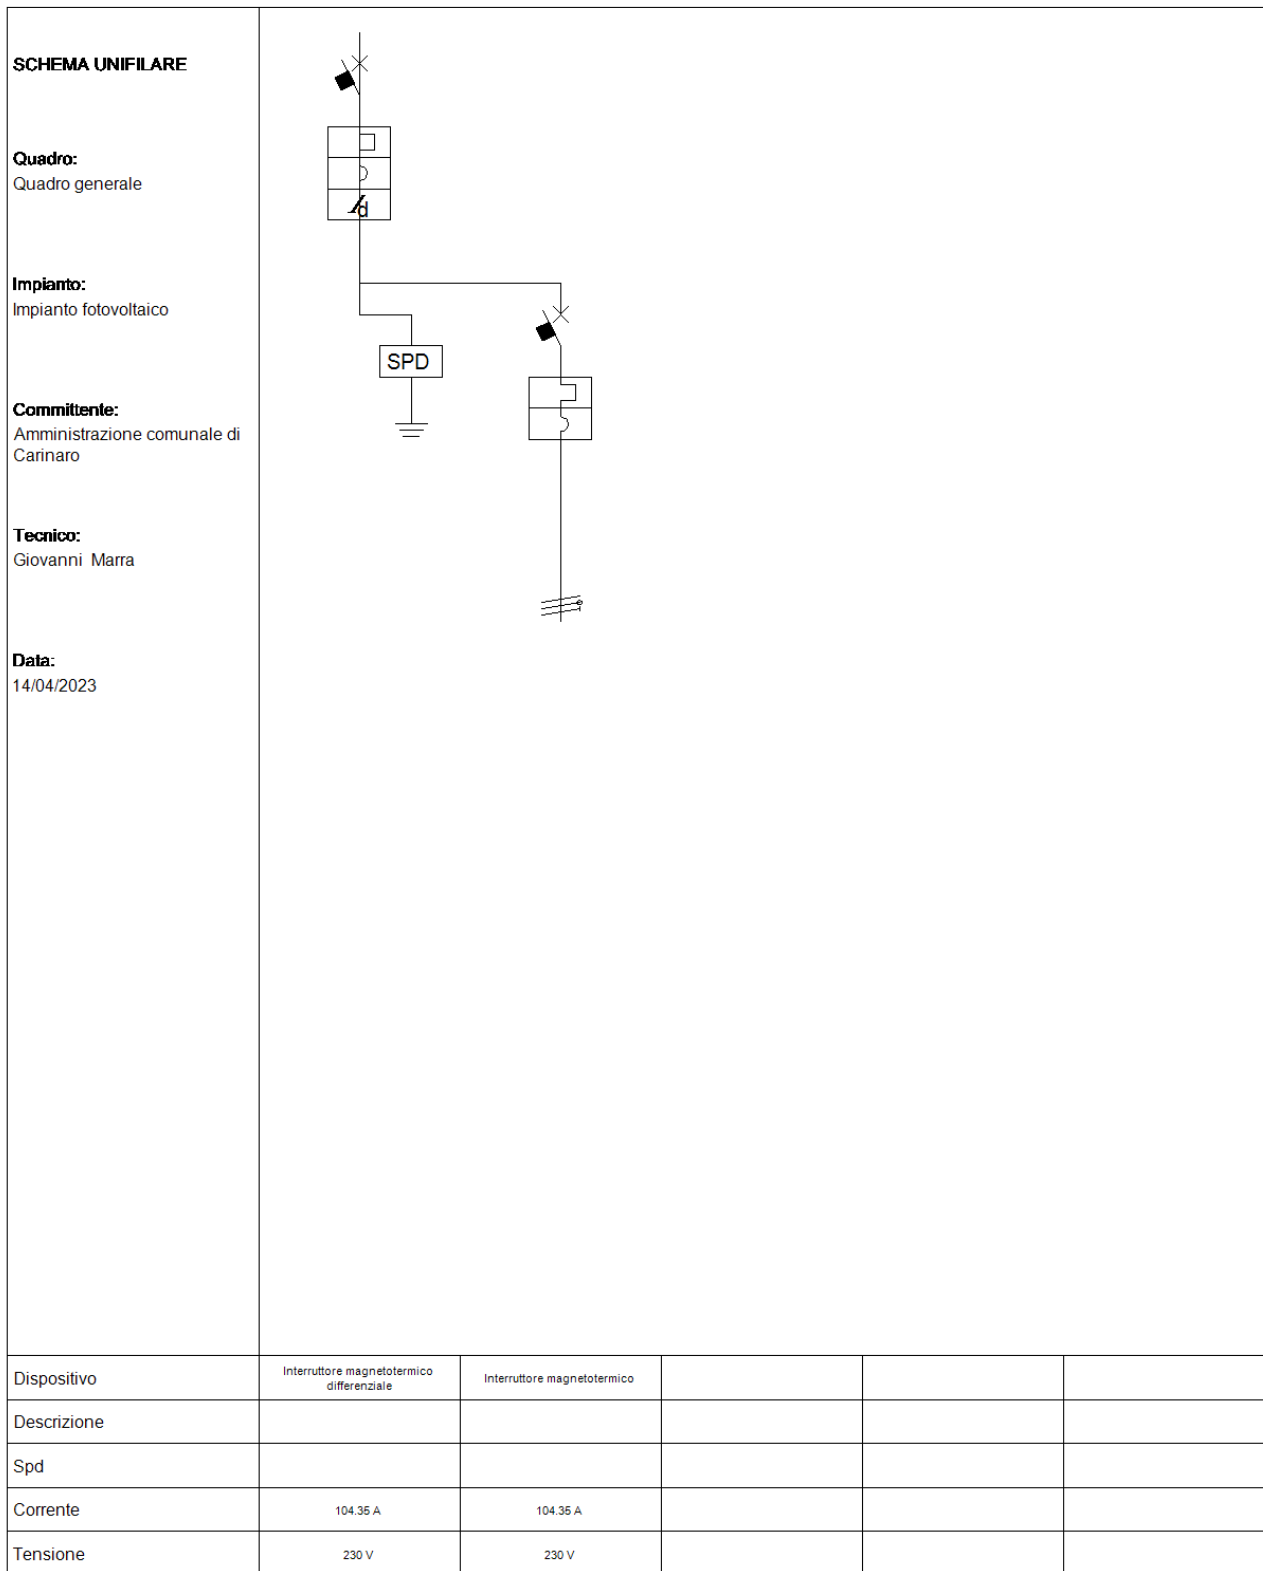 SCHEMA UNIFILARE
Quadro:
Quadro generale
Impianto:
Impianto fotovoltaico
Committente:
Amministrazione comunale di
Carinaro
Tecnico:
Giovanni Marra
Data:
14/04/2023
Id
SPD
Dispositivo
Interruttore magnetotermico
differenziale
Interruttore magnetotermico
Descrizione
Spd
Corrente
104.35 A
104.35 A
Tensione
230 V
230 V